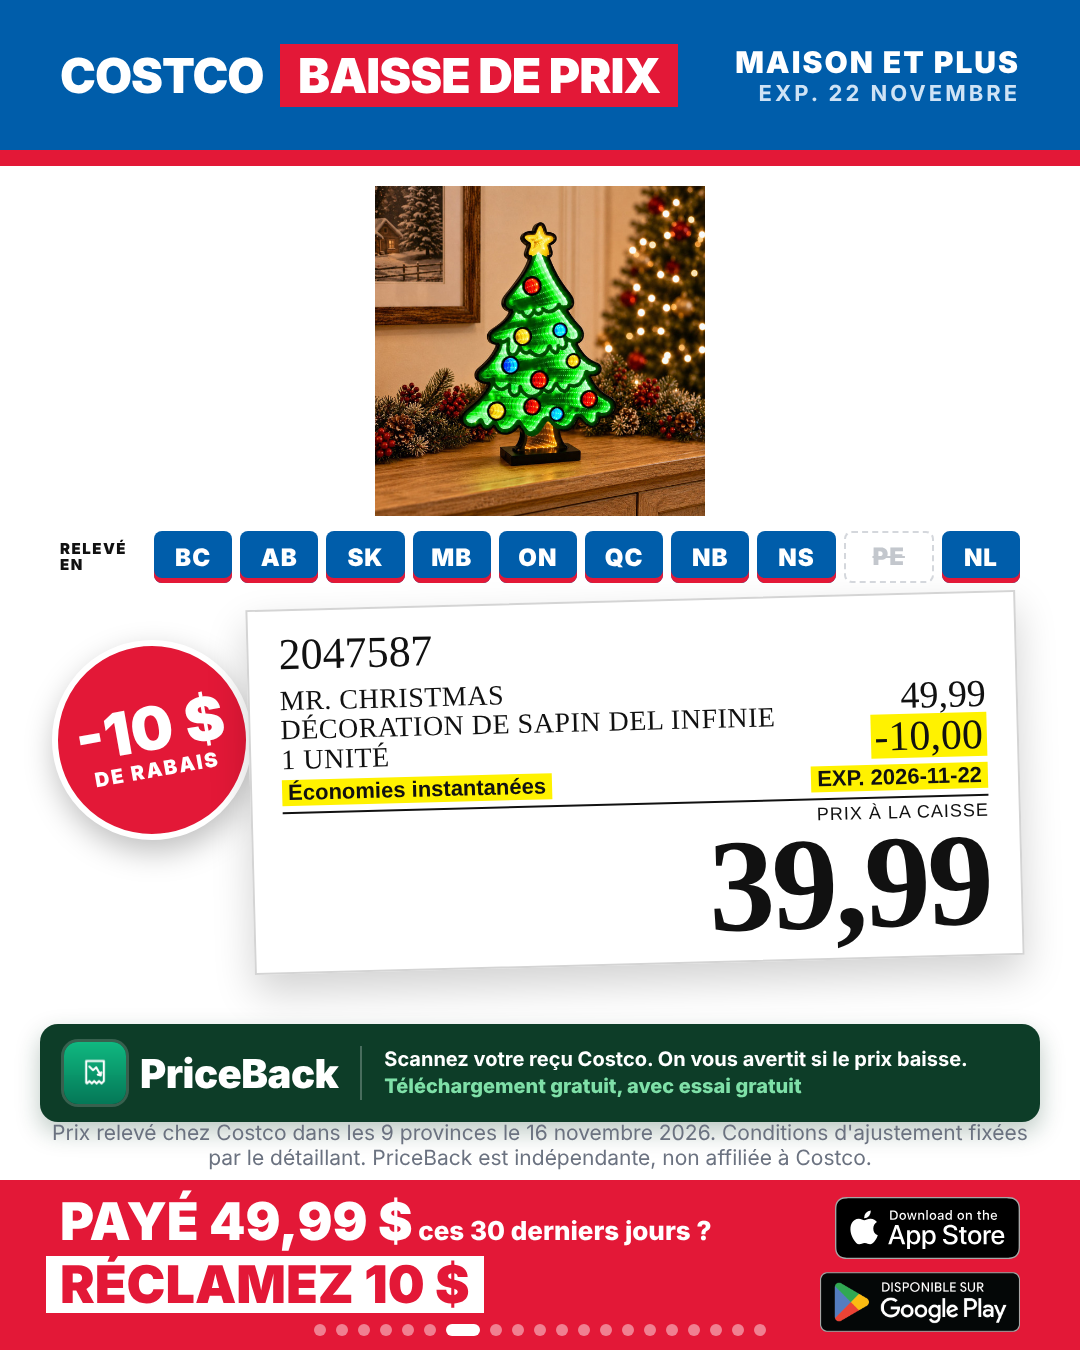 COSTCO BAISSE DE PRIX
MAISON ET PLUS
EXP. 22 NOVEMBRE
RELEVÉ EN
BC AB SK MB ON QC NB NS PE NL
-10 $
DE RABAIS
2047587
MR. CHRISTMAS
DÉCORATION DE SAPIN DEL INFINIE
1 UNITÉ
Économies instantanées
49,99
-10,00
EXP. 2026-11-22
PRIX À LA CAISSE
39,99
PriceBack
Scannez votre reçu Costco. On vous avertit si le prix baisse.
Téléchargement gratuit, avec essai gratuit
Prix relevé chez Costco dans les 9 provinces le 16 novembre 2026. Conditions d'ajustement fixées
par le détaillant. PriceBack est indépendante, non affiliée à Costco.
PAYÉ 49,99 $ ces 30 derniers jours ?
RÉCLAMEZ 10 $
Download on the
App Store
DISPONIBLE SUR
Google Play